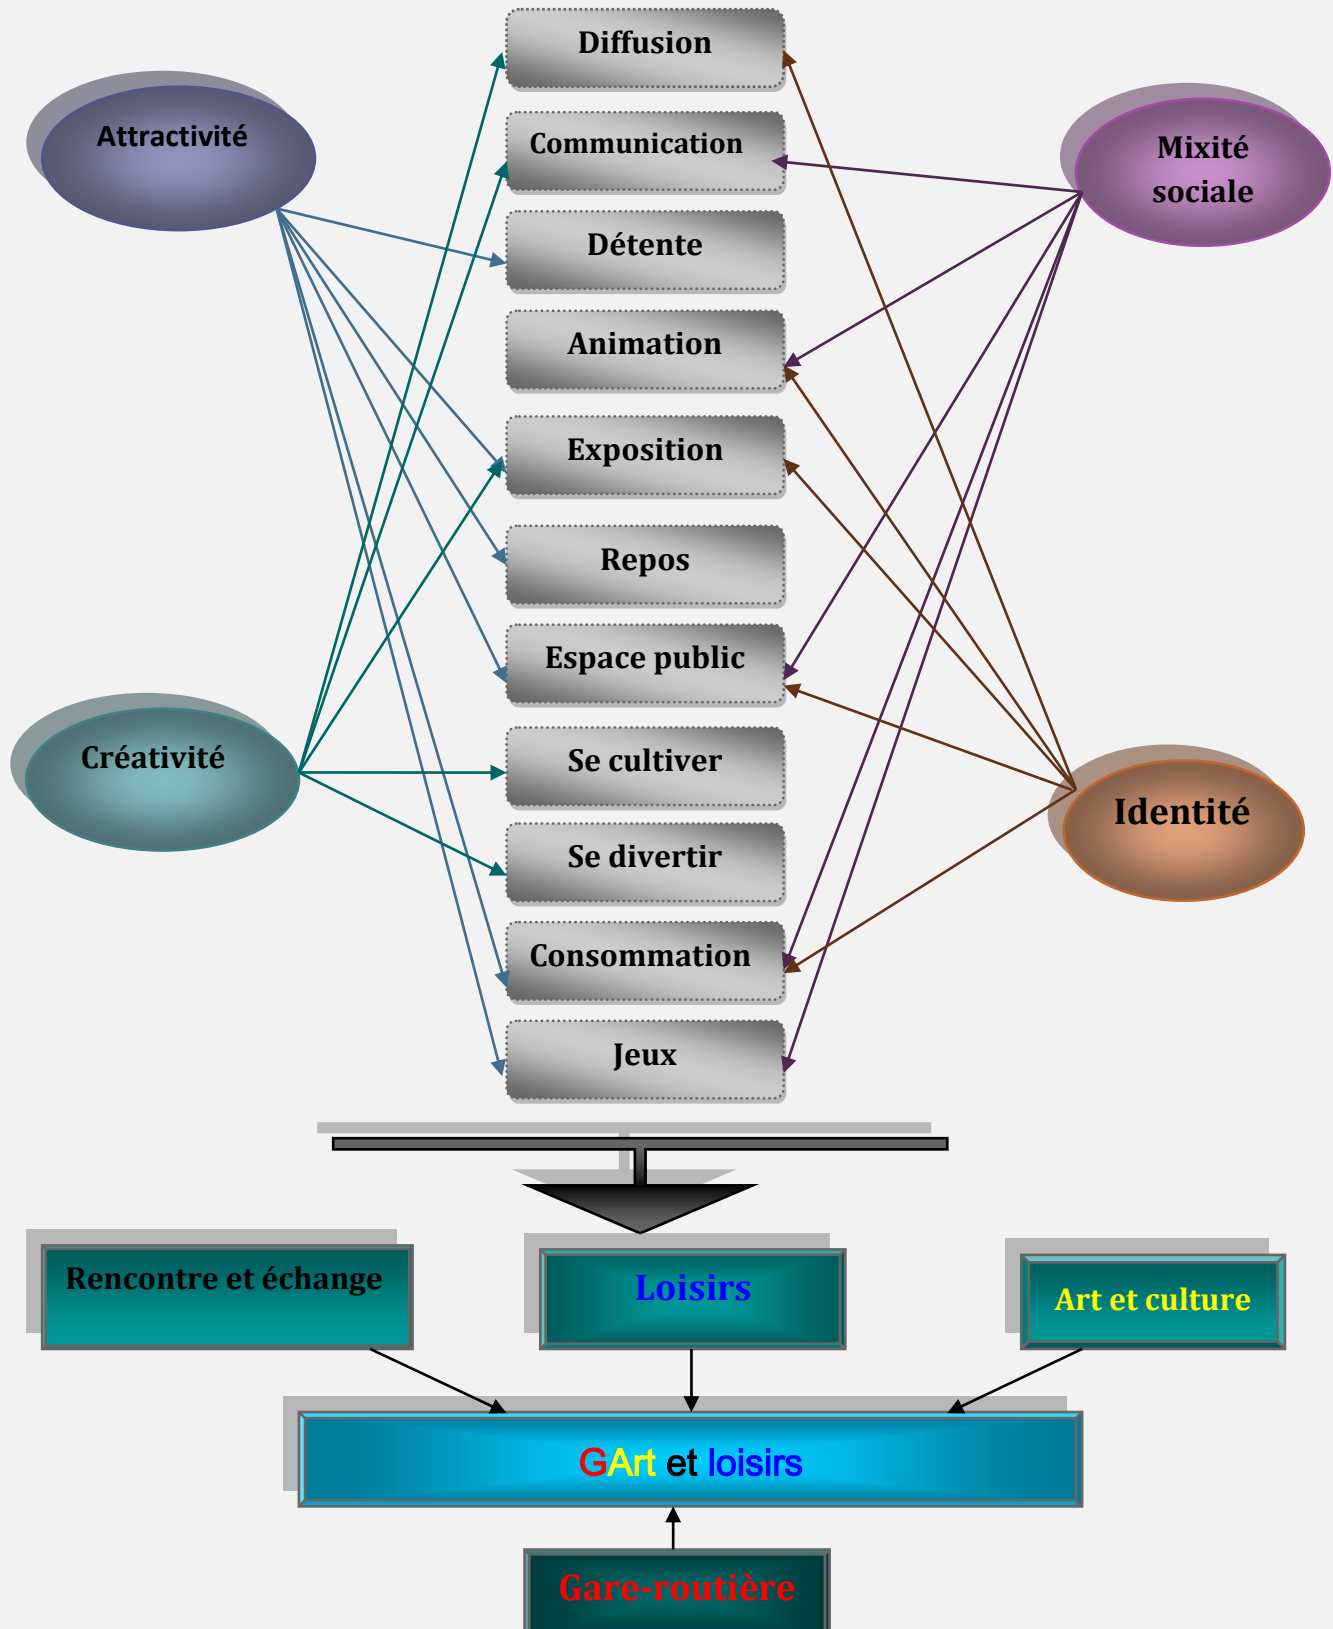 Diffusion
Attractivité
Communication
Mixité
sociale
Détente
Animation
Exposition
Repos
Espace public
Créativité
Se cultiver
Identité
Se divertir
Consommation
Jeux
Rencontre et échange
Loisirs
Art et culture
GArt et loisirs
Gare-routière